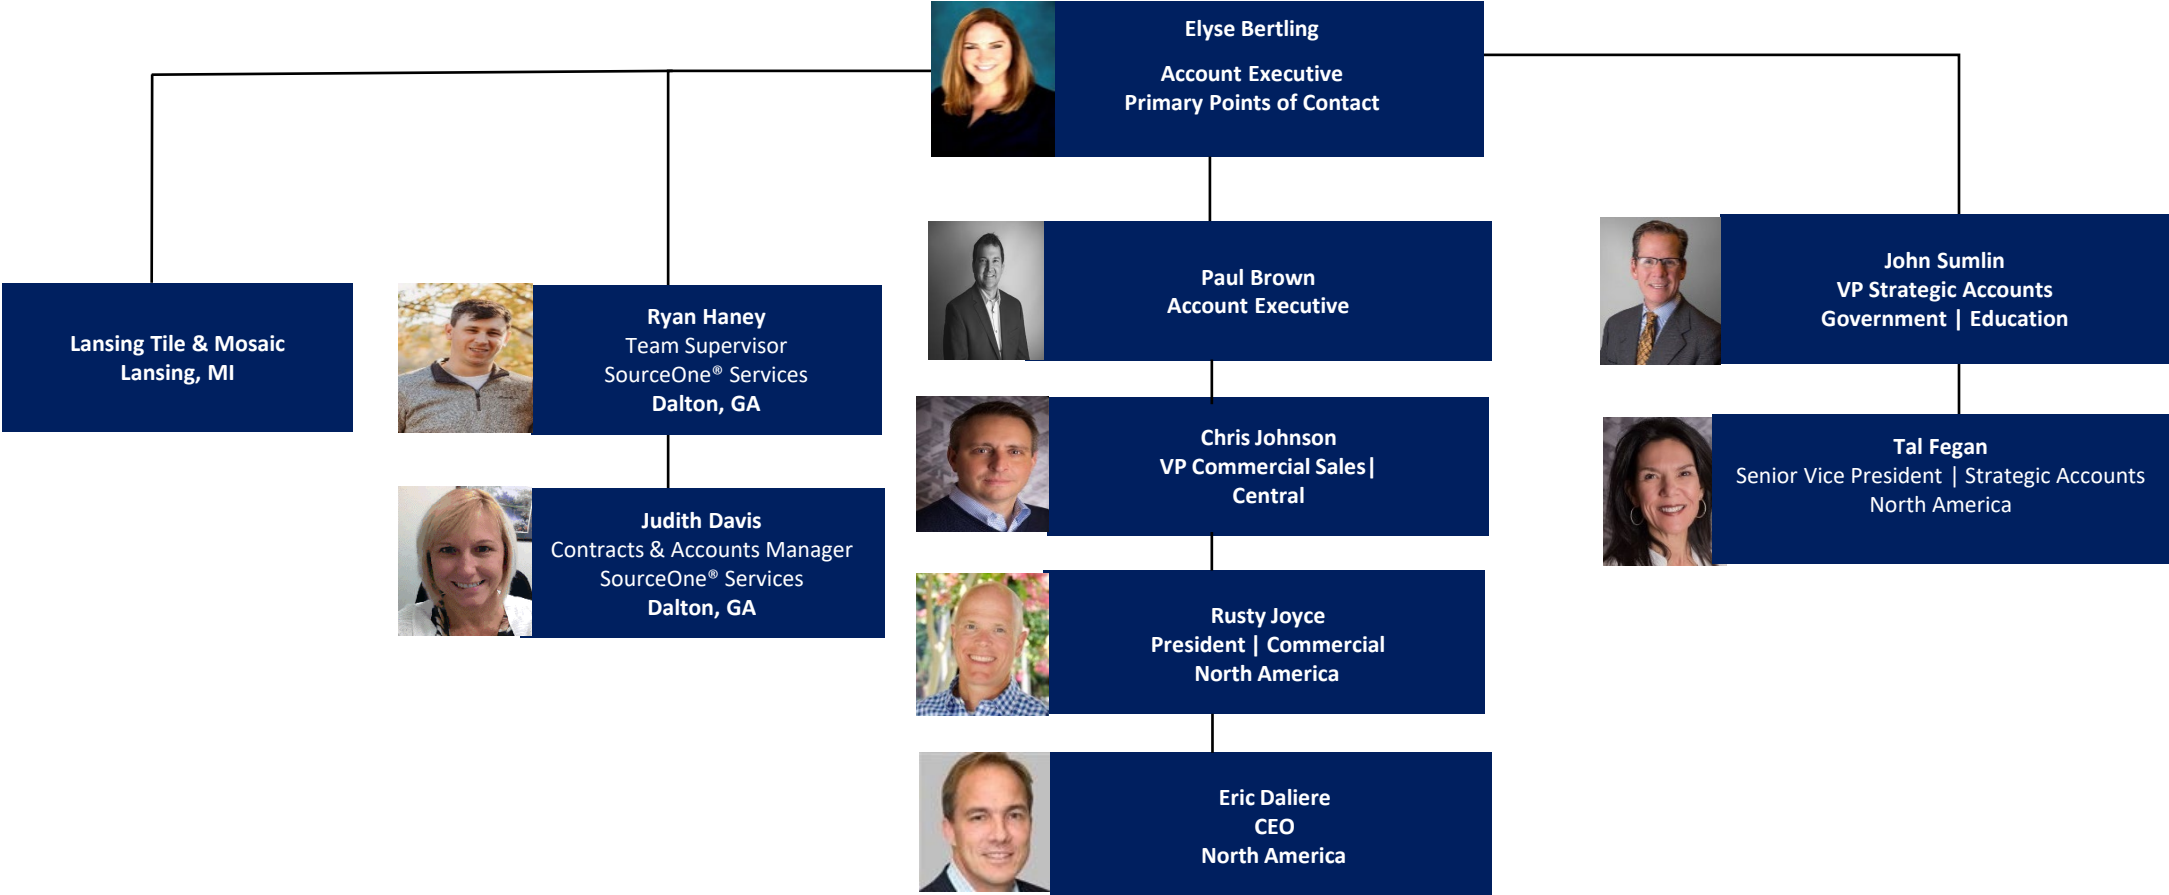 Elyse Bertling
Account Executive
Primary Points of Contact
Lansing Tile & Mosaic
Lansing, MI
Ryan Haney
Team Supervisor
SourceOne® Services
Dalton, GA
Judith Davis
Contracts & Accounts Manager
SourceOne® Services
Dalton, GA
Paul Brown
Account Executive
Chris Johnson
VP Commercial Sales|
Central
Rusty Joyce
President | Commercial
North America
Eric Daliere
CEO
North America
John Sumlin
VP Strategic Accounts
Government | Education
Tal Fegan
Senior Vice President | Strategic Accounts
North America